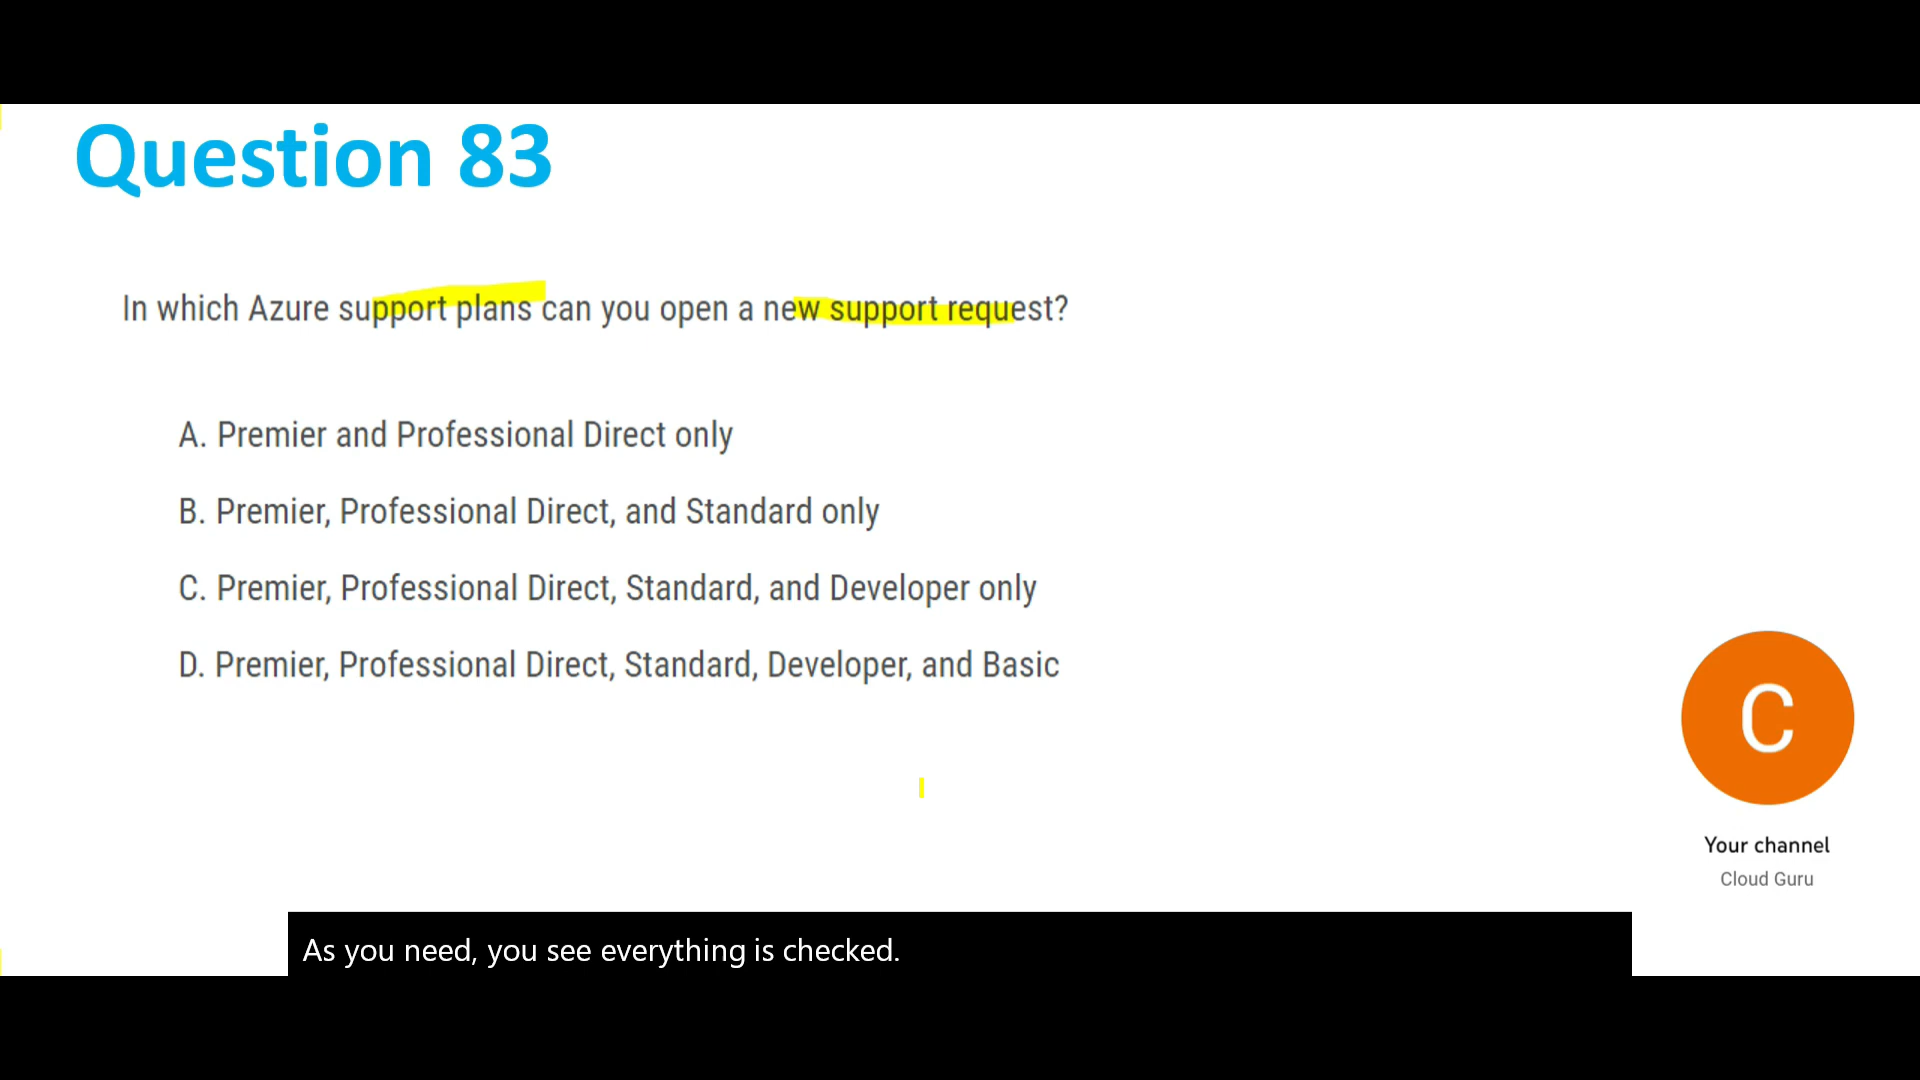 Question 83
In which Azure support plans can you open a new support request?
A. Premier and Professional Direct only
B. Premier, Professional Direct, and Standard only
C. Premier, Professional Direct, Standard, and Developer only
D. Premier, Professional Direct, Standard, Developer, and Basic
C
Your channel
Cloud Guru
As you need, you see everything is checked.